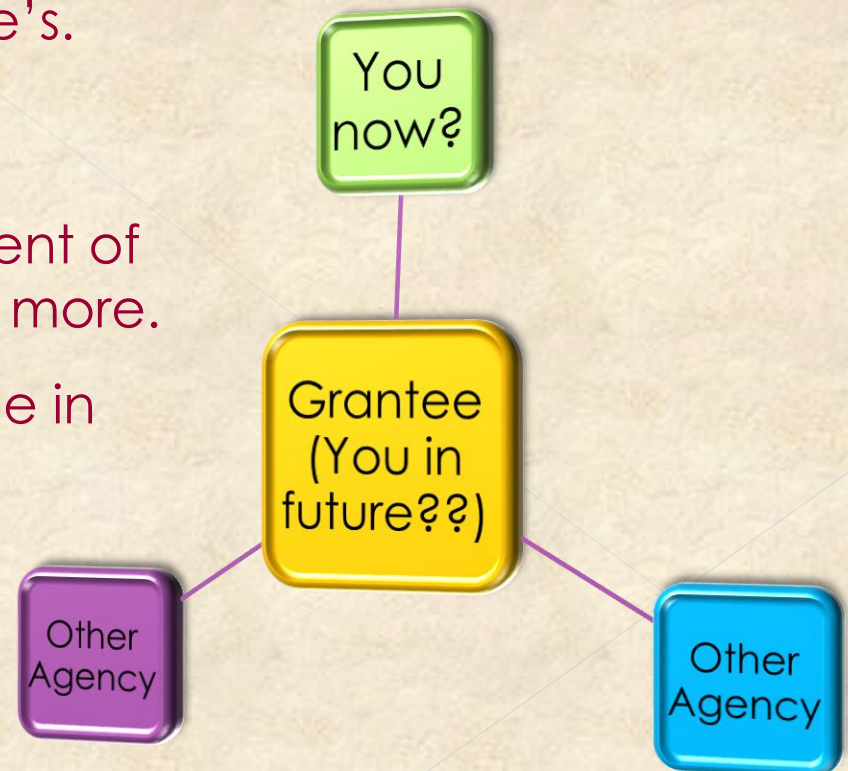 e's.
ent of
more.
e in
You
now?
Grantee
(You in
future??)
Other
Agency
Other
Agency